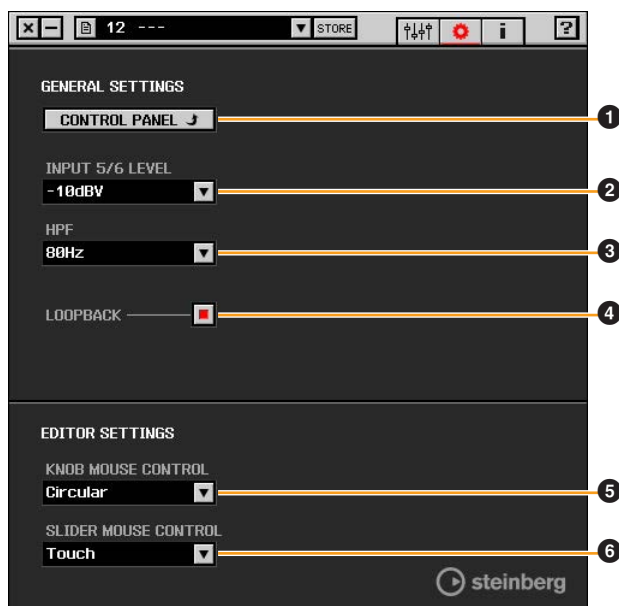 12 --- STORE i ?
GENERAL SETTINGS
CONTROL PANEL
1
INPUT 5/6 LEVEL
-10dBV
2
HPF
80Hz
3
LOOPBACK
4
EDITOR SETTINGS
KNOB MOUSE CONTROL
Circular
5
SLIDER MOUSE CONTROL
Touch
6
steinberg